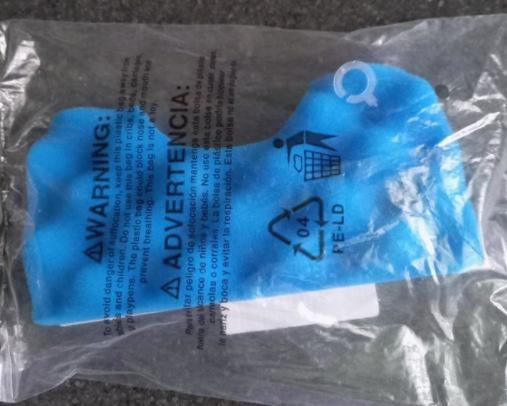 ⚠WARNING:
To avoid danger of suffocation, keep this plastic bag away from
babies and children. Do not use this bag in cribs, beds, carriages
or playpens. The plastic bag could block nose and mouth and
prevent breathing. This bag is not a toy.
⚠ ADVERTENCIA:
Para evitar peligro de sofocación mantenga esta bolsa de plástico
fuera de alcance de niños y bebés. No use esta bolsa en cunas, camas,
carriolas o corrales. La bolsa de plástico podría bloquear
la nariz y boca y evitar la respiración. Esta bolsa no es un juguete.
04
PE-LD